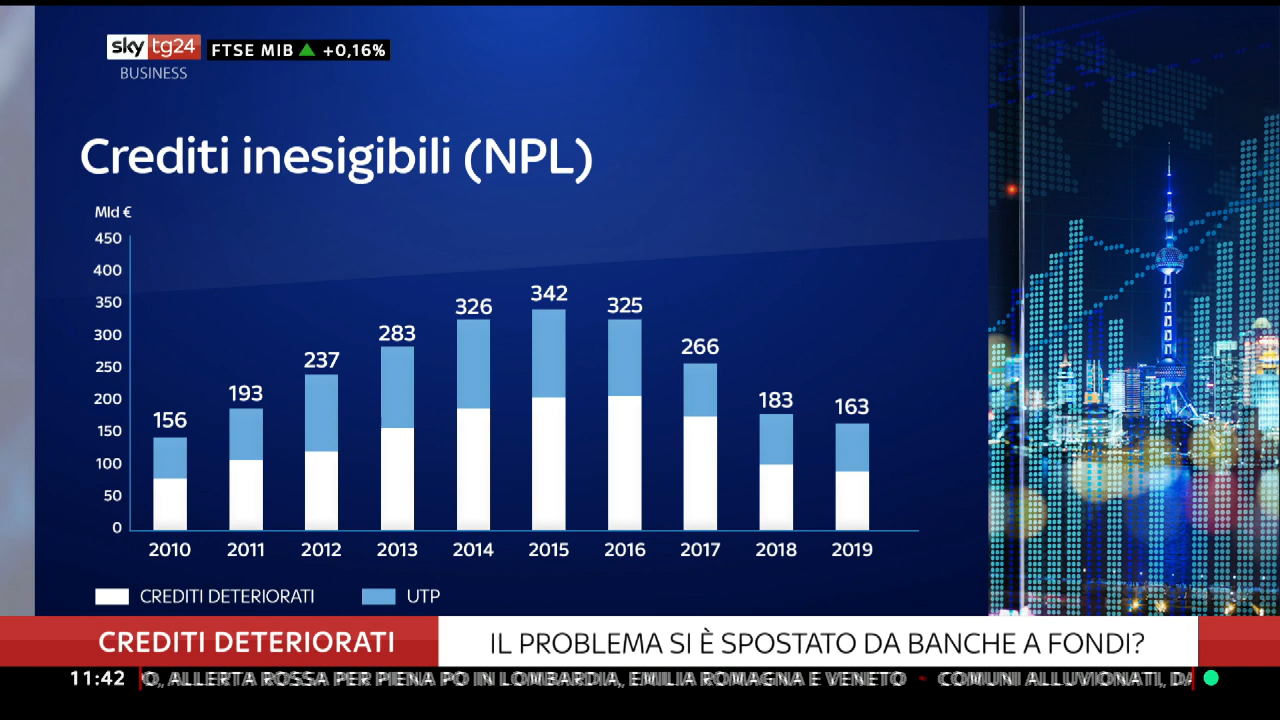 sky tg24
FTSE MIB +0,16%
BUSINESS
Crediti inesigibili (NPL)
Mld €
450
400
350
300
250
200
150
100
50
0
156
193
237
283
326
342
325
266
183
163
2010 2011 2012 2013 2014 2015 2016 2017 2018 2019
CREDITI DETERIORATI UTP
CREDITI DETERIORATI IL PROBLEMA SI È SPOSTATO DA BANCHE A FONDI?
11:42 O, ALLERTA ROSSA PER PIENA PO IN LOMBARDIA, EMILIA ROMAGNA E VENETO COMUNI ALLUVIONATI, DA